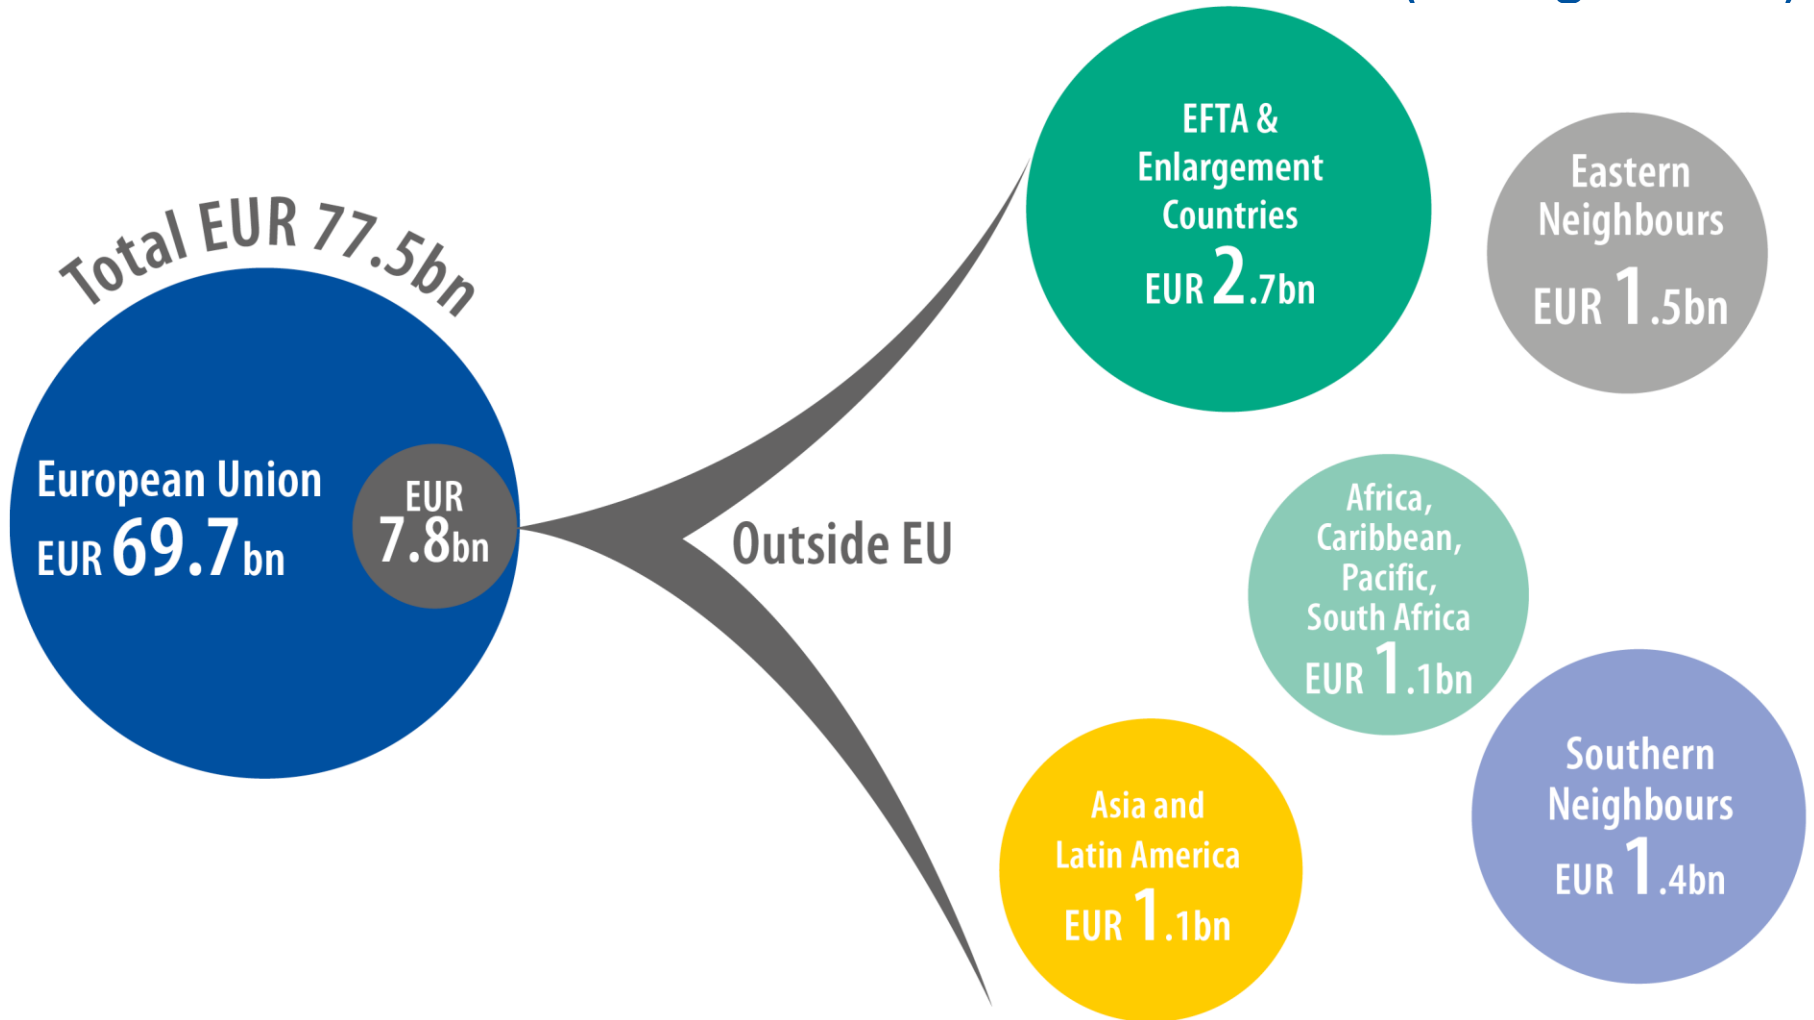 Total EUR 77.5bn
European Union
EUR 69.7bn
EUR
7.8bn
Outside EU
EFTA &
Enlargement
Countries
EUR 2.7bn
Eastern
Neighbours
EUR 1.5bn
Africa,
Caribbean,
Pacific,
South Africa
EUR 1.1bn
Southern
Neighbours
EUR 1.4bn
Asia and
Latin America
EUR 1.1bn